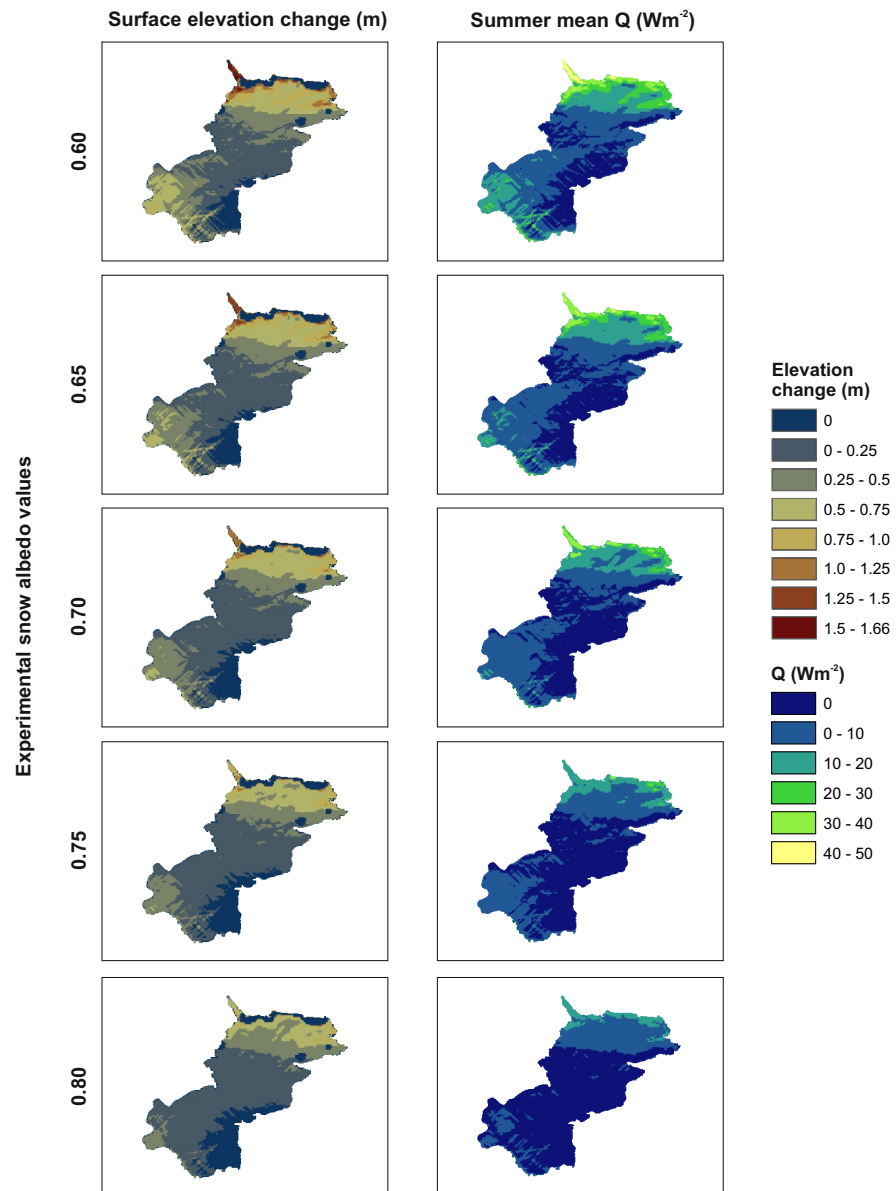 Surface elevation change (m)
Summer mean Q (Wm⁻²)
Experimental snow albedo values
0.60
0.65
0.70
0.75
0.80
Elevation
change (m)
0
0 - 0.25
0.25 - 0.5
0.5 - 0.75
0.75 - 1.0
1.0 - 1.25
1.25 - 1.5
1.5 - 1.66
Q (Wm⁻²)
0
0 - 10
10 - 20
20 - 30
30 - 40
40 - 50